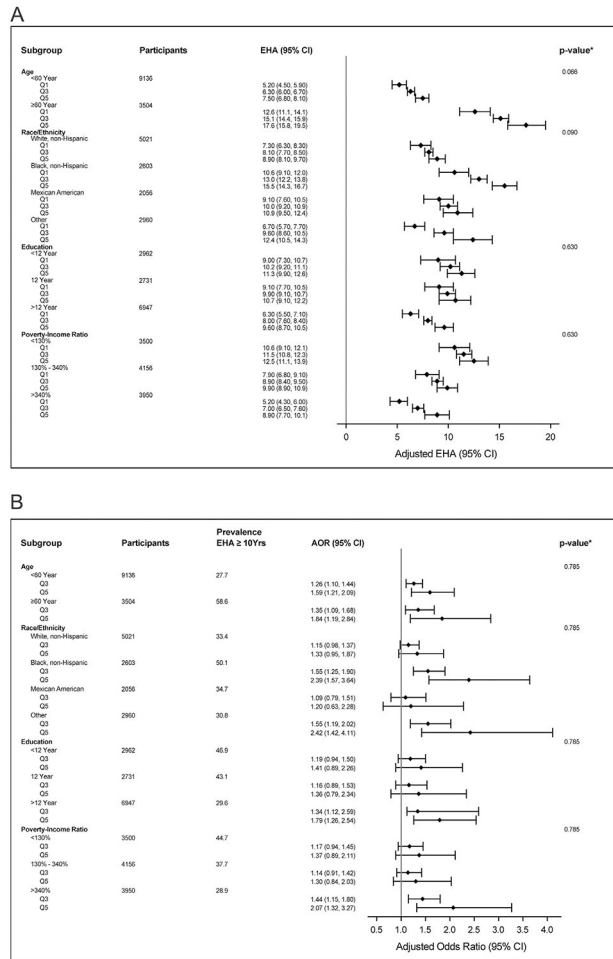 A
Subgroup Participants EHA (95% CI) p-value*
Age 0.066
<60 Year 9136
Q1 5.20 (4.50, 5.90)
Q3 6.30 (6.00, 6.70)
Q5 7.50 (6.80, 8.10)
≥60 Year 3504
Q1 12.6 (11.1, 14.1)
Q3 15.1 (14.4, 15.9)
Q5 17.6 (15.8, 19.5)
Race/Ethnicity 0.090
White, non-Hispanic 5021
Q1 7.30 (6.30, 8.30)
Q3 8.10 (7.70, 8.50)
Q5 8.90 (8.10, 9.70)
Black, non-Hispanic 2603
Q1 10.6 (9.10, 12.0)
Q3 13.0 (12.2, 13.8)
Q5 15.5 (14.3, 16.7)
Mexican American 2056
Q1 9.10 (7.60, 10.5)
Q3 10.0 (9.20, 10.9)
Q5 10.9 (9.50, 12.4)
Other 2960
Q1 6.70 (5.70, 7.70)
Q3 9.60 (8.60, 10.5)
Q5 12.4 (10.5, 14.3)
Education 0.630
<12 Year 2962
Q1 9.00 (7.30, 10.7)
Q3 10.2 (9.20, 11.1)
Q5 11.3 (9.90, 12.6)
12 Year 2731
Q1 9.10 (7.70, 10.5)
Q3 9.90 (9.10, 10.7)
Q5 10.7 (9.10, 12.2)
>12 Year 6947
Q1 6.30 (5.50, 7.10)
Q3 8.00 (7.60, 8.40)
Q5 9.60 (8.70, 10.5)
Poverty-Income Ratio 0.630
<130% 3500
Q1 10.6 (9.10, 12.1)
Q3 11.5 (10.8, 12.3)
Q5 12.5 (11.1, 13.9)
130% - 340% 4156
Q1 7.90 (6.80, 9.10)
Q3 8.90 (8.40, 9.50)
Q5 9.90 (8.90, 10.9)
>340% 3950
Q1 5.20 (4.30, 6.00)
Q3 7.00 (6.50, 7.60)
Q5 8.90 (7.70, 10.1)
0 5 10 15 20
Adjusted EHA (95% CI)
B
Prevalence
Subgroup Participants EHA ≥ 10Yrs AOR (95% CI) p-value*
Age 0.785
<60 Year 9136 27.7
Q3 1.26 (1.10, 1.44)
Q5 1.59 (1.21, 2.09)
≥60 Year 3504 58.6
Q3 1.35 (1.09, 1.68)
Q5 1.84 (1.19, 2.84)
Race/Ethnicity 0.785
White, non-Hispanic 5021 33.4
Q3 1.15 (0.98, 1.37)
Q5 1.33 (0.95, 1.87)
Black, non-Hispanic 2603 50.1
Q3 1.55 (1.25, 1.90)
Q5 2.39 (1.57, 3.64)
Mexican American 2056 34.7
Q3 1.09 (0.79, 1.51)
Q5 1.20 (0.63, 2.28)
Other 2960 30.8
Q3 1.55 (1.19, 2.02)
Q5 2.42 (1.42, 4.11)
Education 0.785
<12 Year 2962 46.9
Q3 1.19 (0.94, 1.50)
Q5 1.41 (0.89, 2.26)
12 Year 2731 43.1
Q3 1.16 (0.89, 1.53)
Q5 1.36 (0.79, 2.34)
>12 Year 6947 29.6
Q3 1.34 (1.12, 2.59)
Q5 1.79 (1.26, 2.54)
Poverty-Income Ratio 0.785
<130% 3500 44.7
Q3 1.17 (0.94, 1.45)
Q5 1.37 (0.89, 2.11)
130% - 340% 4156 37.7
Q3 1.14 (0.91, 1.42)
Q5 1.30 (0.84, 2.03)
>340% 3950 28.9
Q3 1.44 (1.15, 1.80)
Q5 2.07 (1.32, 3.27)
0.5 1.0 1.5 2.0 2.5 3.0 3.5 4.0
Adjusted Odds Ratio (95% CI)